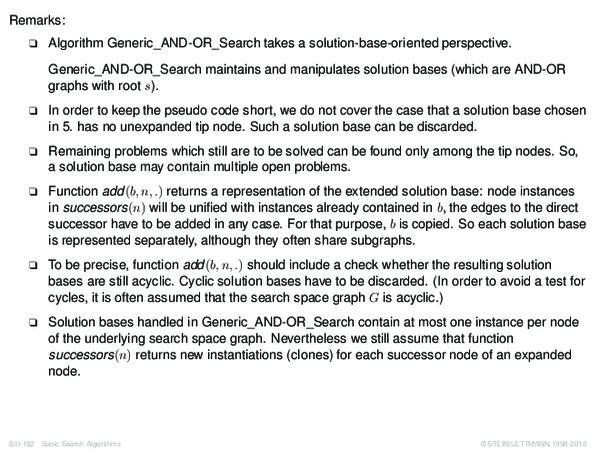 Remarks:
❑ Algorithm Generic_AND-OR_Search takes a solution-base-oriented perspective.
Generic_AND-OR_Search maintains and manipulates solution bases (which are AND-OR
graphs with root s).
❑ In order to keep the pseudo code short, we do not cover the case that a solution base chosen
in 5. has no unexpanded tip node. Such a solution base can be discarded.
❑ Remaining problems which still are to be solved can be found only among the tip nodes. So,
a solution base may contain multiple open problems.
❑ Function add(b, n, .) returns a representation of the extended solution base: node instances
in successors(n) will be unified with instances already contained in b, the edges to the direct
successor have to be added in any case. For that purpose, b is copied. So each solution base
is represented separately, although they often share subgraphs.
❑ To be precise, function add(b, n, .) should include a check whether the resulting solution
bases are still acyclic. Cyclic solution bases have to be discarded. (In order to avoid a test for
cycles, it is often assumed that the search space graph G is acyclic.)
❑ Solution bases handled in Generic_AND-OR_Search contain at most one instance per node
of the underlying search space graph. Nevertheless we still assume that function
successors(n) returns new instantiations (clones) for each successor node of an expanded
node.
S:II-182 Basic Search Algorithms ©STEIN/LETTMANN 1998-2018